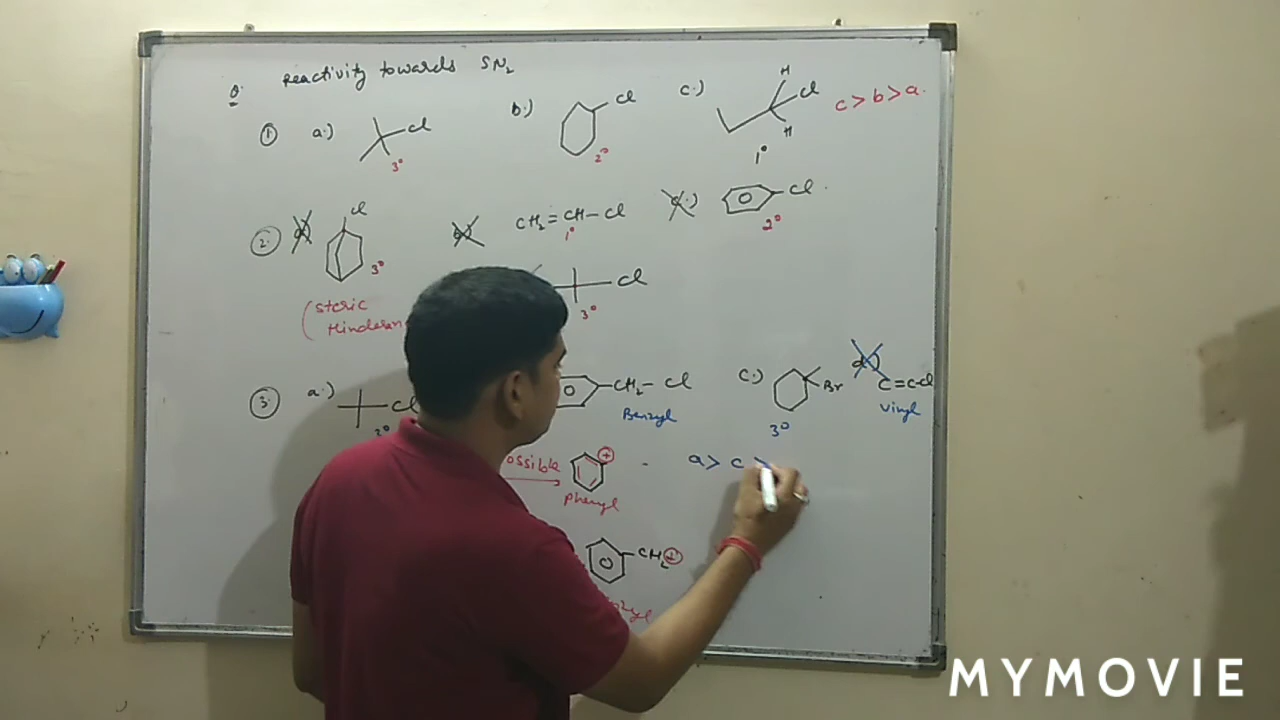 Q. Reactivity towards SN2
① a.) Cl 3° b.) Cl 2° c.) H Cl H 1° c > b > a.
② Cl 3° CH2 = CH – Cl 1° Cl 2°
(steric Cl 3°
③ a.) Cl CH2 – Cl Benzyl c.) Br 3° C = C – Cl Vinyl
⊕ phenyl a > c >
CH2 ⊕
MYMOVIE